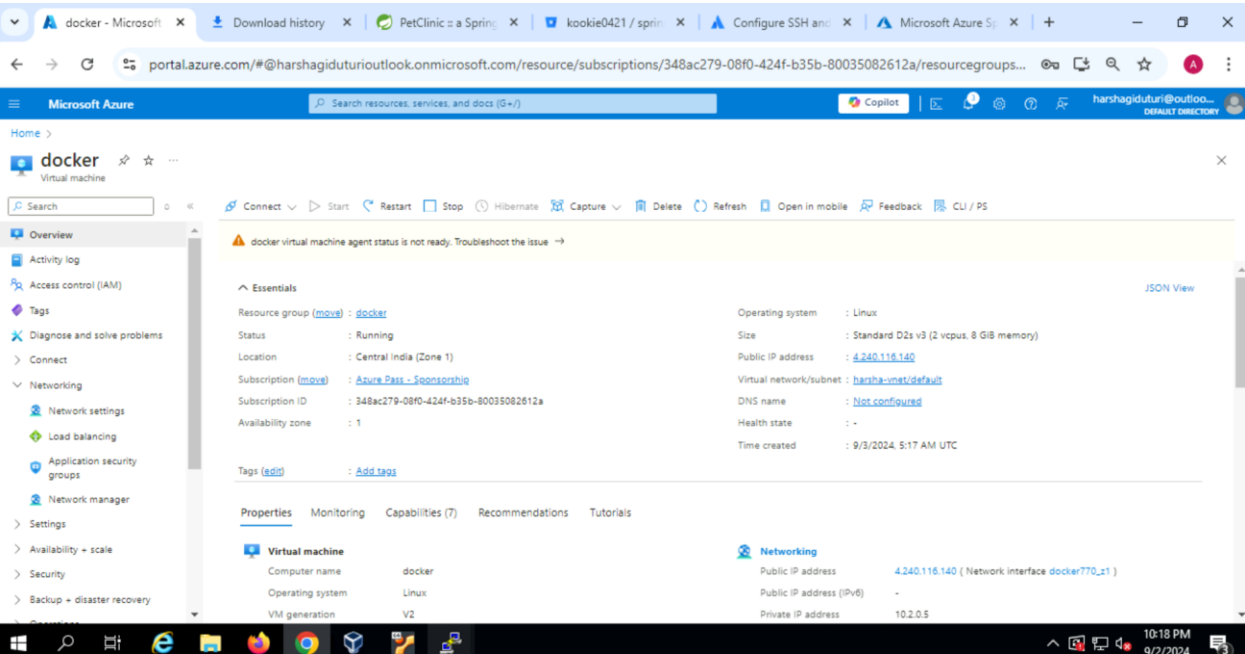 docker - Microsoft
Download history
PetClinic :: a Spring
kookie0421 / sprin
Configure SSH and
Microsoft Azure Sp
portal.azure.com/#@harshagiduturioutlook.onmicrosoft.com/resource/subscriptions/348ac279-08f0-424f-b35b-80035082612a/resourcegroups...
A
Microsoft Azure
Search resources, services, and docs (G+/)
Copilot
3
harshagiduturi@outloo...
DEFAULT DIRECTORY
Home >
docker
Virtual machine
Search
Connect
Start
Restart
Stop
Hibernate
Capture
Delete
Refresh
Open in mobile
Feedback
CLI / PS
Overview
Activity log
Access control (IAM)
Tags
Diagnose and solve problems
Connect
Networking
Network settings
Load balancing
Application security
groups
Network manager
Settings
Availability + scale
Security
Backup + disaster recovery
Operations
docker virtual machine agent status is not ready. Troubleshoot the issue →
Essentials
JSON View
Resource group (move) : docker
Status : Running
Location : Central India (Zone 1)
Subscription (move) : Azure Pass - Sponsorship
Subscription ID : 348ac279-08f0-424f-b35b-80035082612a
Availability zone : 1
Operating system : Linux
Size : Standard D2s v3 (2 vcpus, 8 GiB memory)
Public IP address : 4.240.116.140
Virtual network/subnet : harsha-vnet/default
DNS name : Not configured
Health state : -
Time created : 9/3/2024, 5:17 AM UTC
Tags (edit) : Add tags
Properties
Monitoring
Capabilities (7)
Recommendations
Tutorials
Virtual machine
Computer name docker
Operating system Linux
VM generation V2
Networking
Public IP address 4.240.116.140 ( Network interface docker770_z1 )
Public IP address (IPv6) -
Private IP address 10.2.0.5
10:18 PM
9/2/2024
3